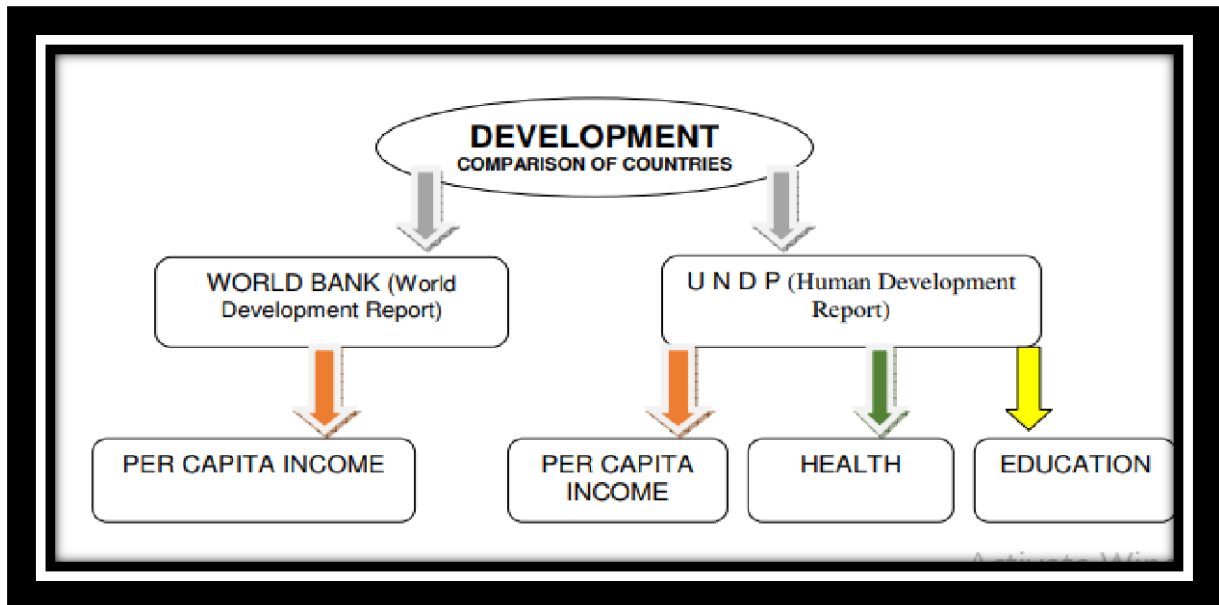 DEVELOPMENT
COMPARISON OF COUNTRIES
WORLD BANK (World
Development Report)
U N D P (Human Development
Report)
PER CAPITA INCOME
PER CAPITA
INCOME
HEALTH
EDUCATION